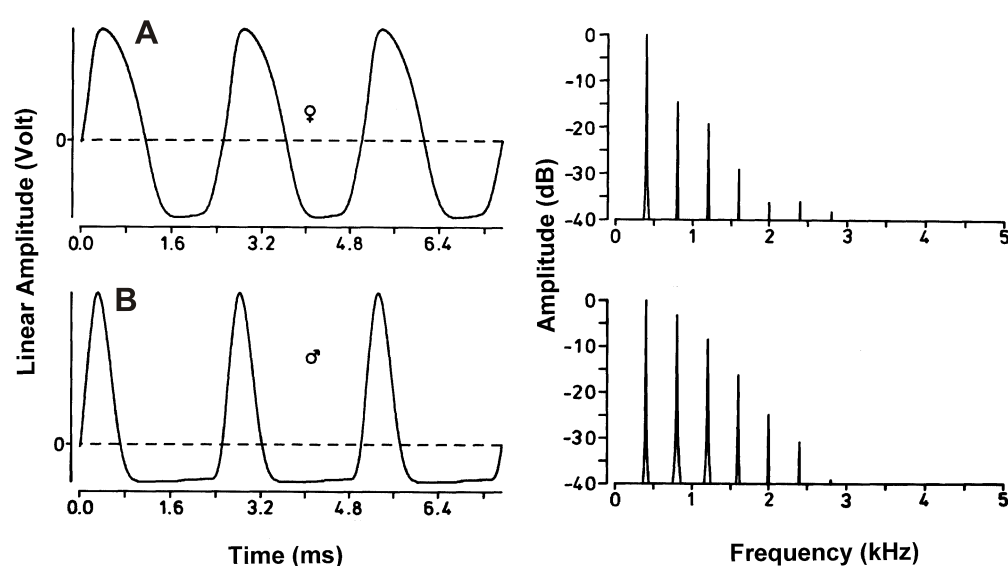 A
Linear Amplitude (Volt)
♀
0
0.0 1.6 3.2 4.8 6.4
Amplitude (dB)
0
-10
-20
-30
-40
0 1 2 3 4 5
B
♂
0
0.0 1.6 3.2 4.8 6.4
Time (ms)
0
-10
-20
-30
-40
0 1 2 3 4 5
Frequency (kHz)